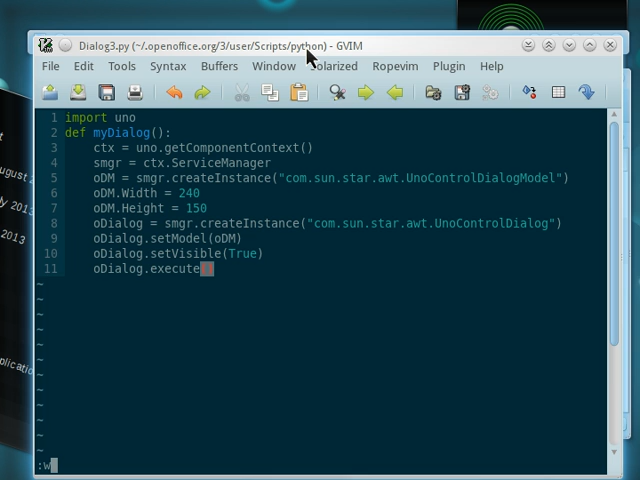 Dialog3.py (~/.openoffice.org/3/user/Scripts/python) - GVIM
File Edit Tools Syntax Buffers Window Solarized Ropevim Plugin Help
1 import uno
2 def myDialog():
3     ctx = uno.getComponentContext()
4     smgr = ctx.ServiceManager
5     oDM = smgr.createInstance("com.sun.star.awt.UnoControlDialogModel")
6     oDM.Width = 240
7     oDM.Height = 150
8     oDialog = smgr.createInstance("com.sun.star.awt.UnoControlDialog")
9     oDialog.setModel(oDM)
10     oDialog.setVisible(True)
11     oDialog.execute()
~
~
~
~
~
~
~
~
~
~
~
~
:w
2013
2013